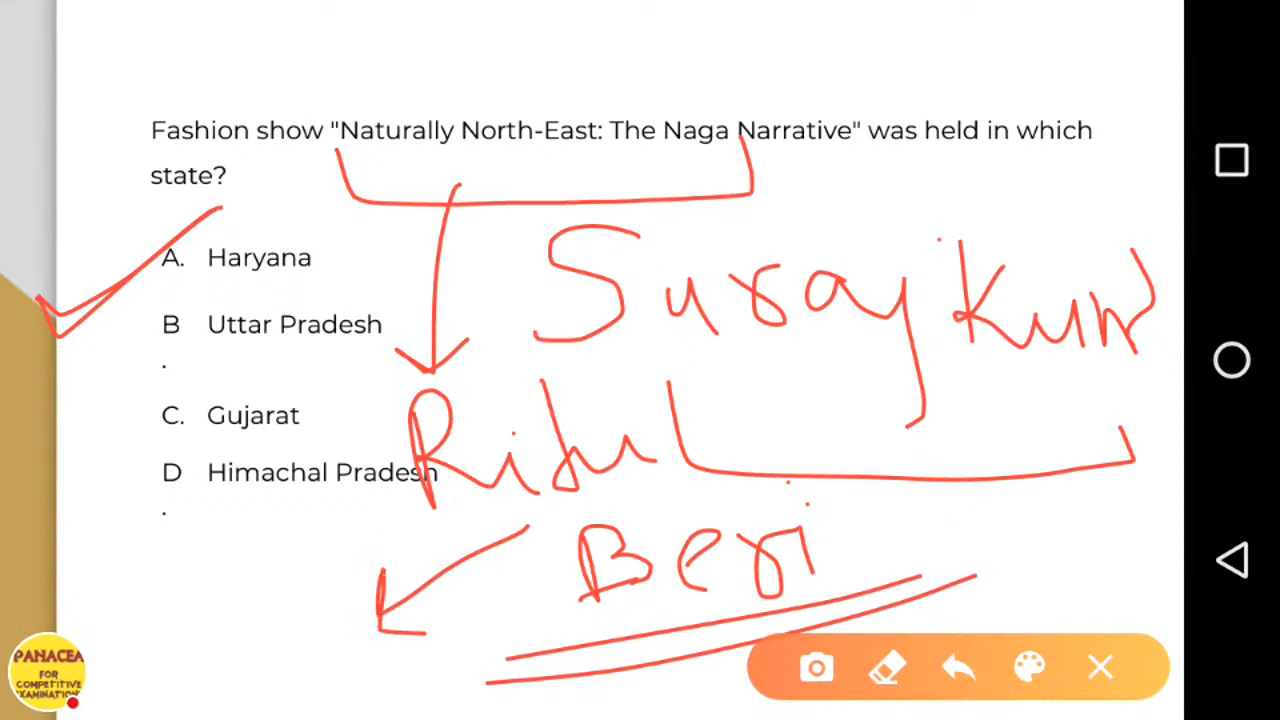 Fashion show "Naturally North-East: The Naga Narrative" was held in which
state?
A. Haryana
B Uttar Pradesh
.
C. Gujarat
D Himachal Pradesh
.
Suraj Kund
Ritu
Beri
PANACEA
FOR
COMPETITIVE
EXAMINATION